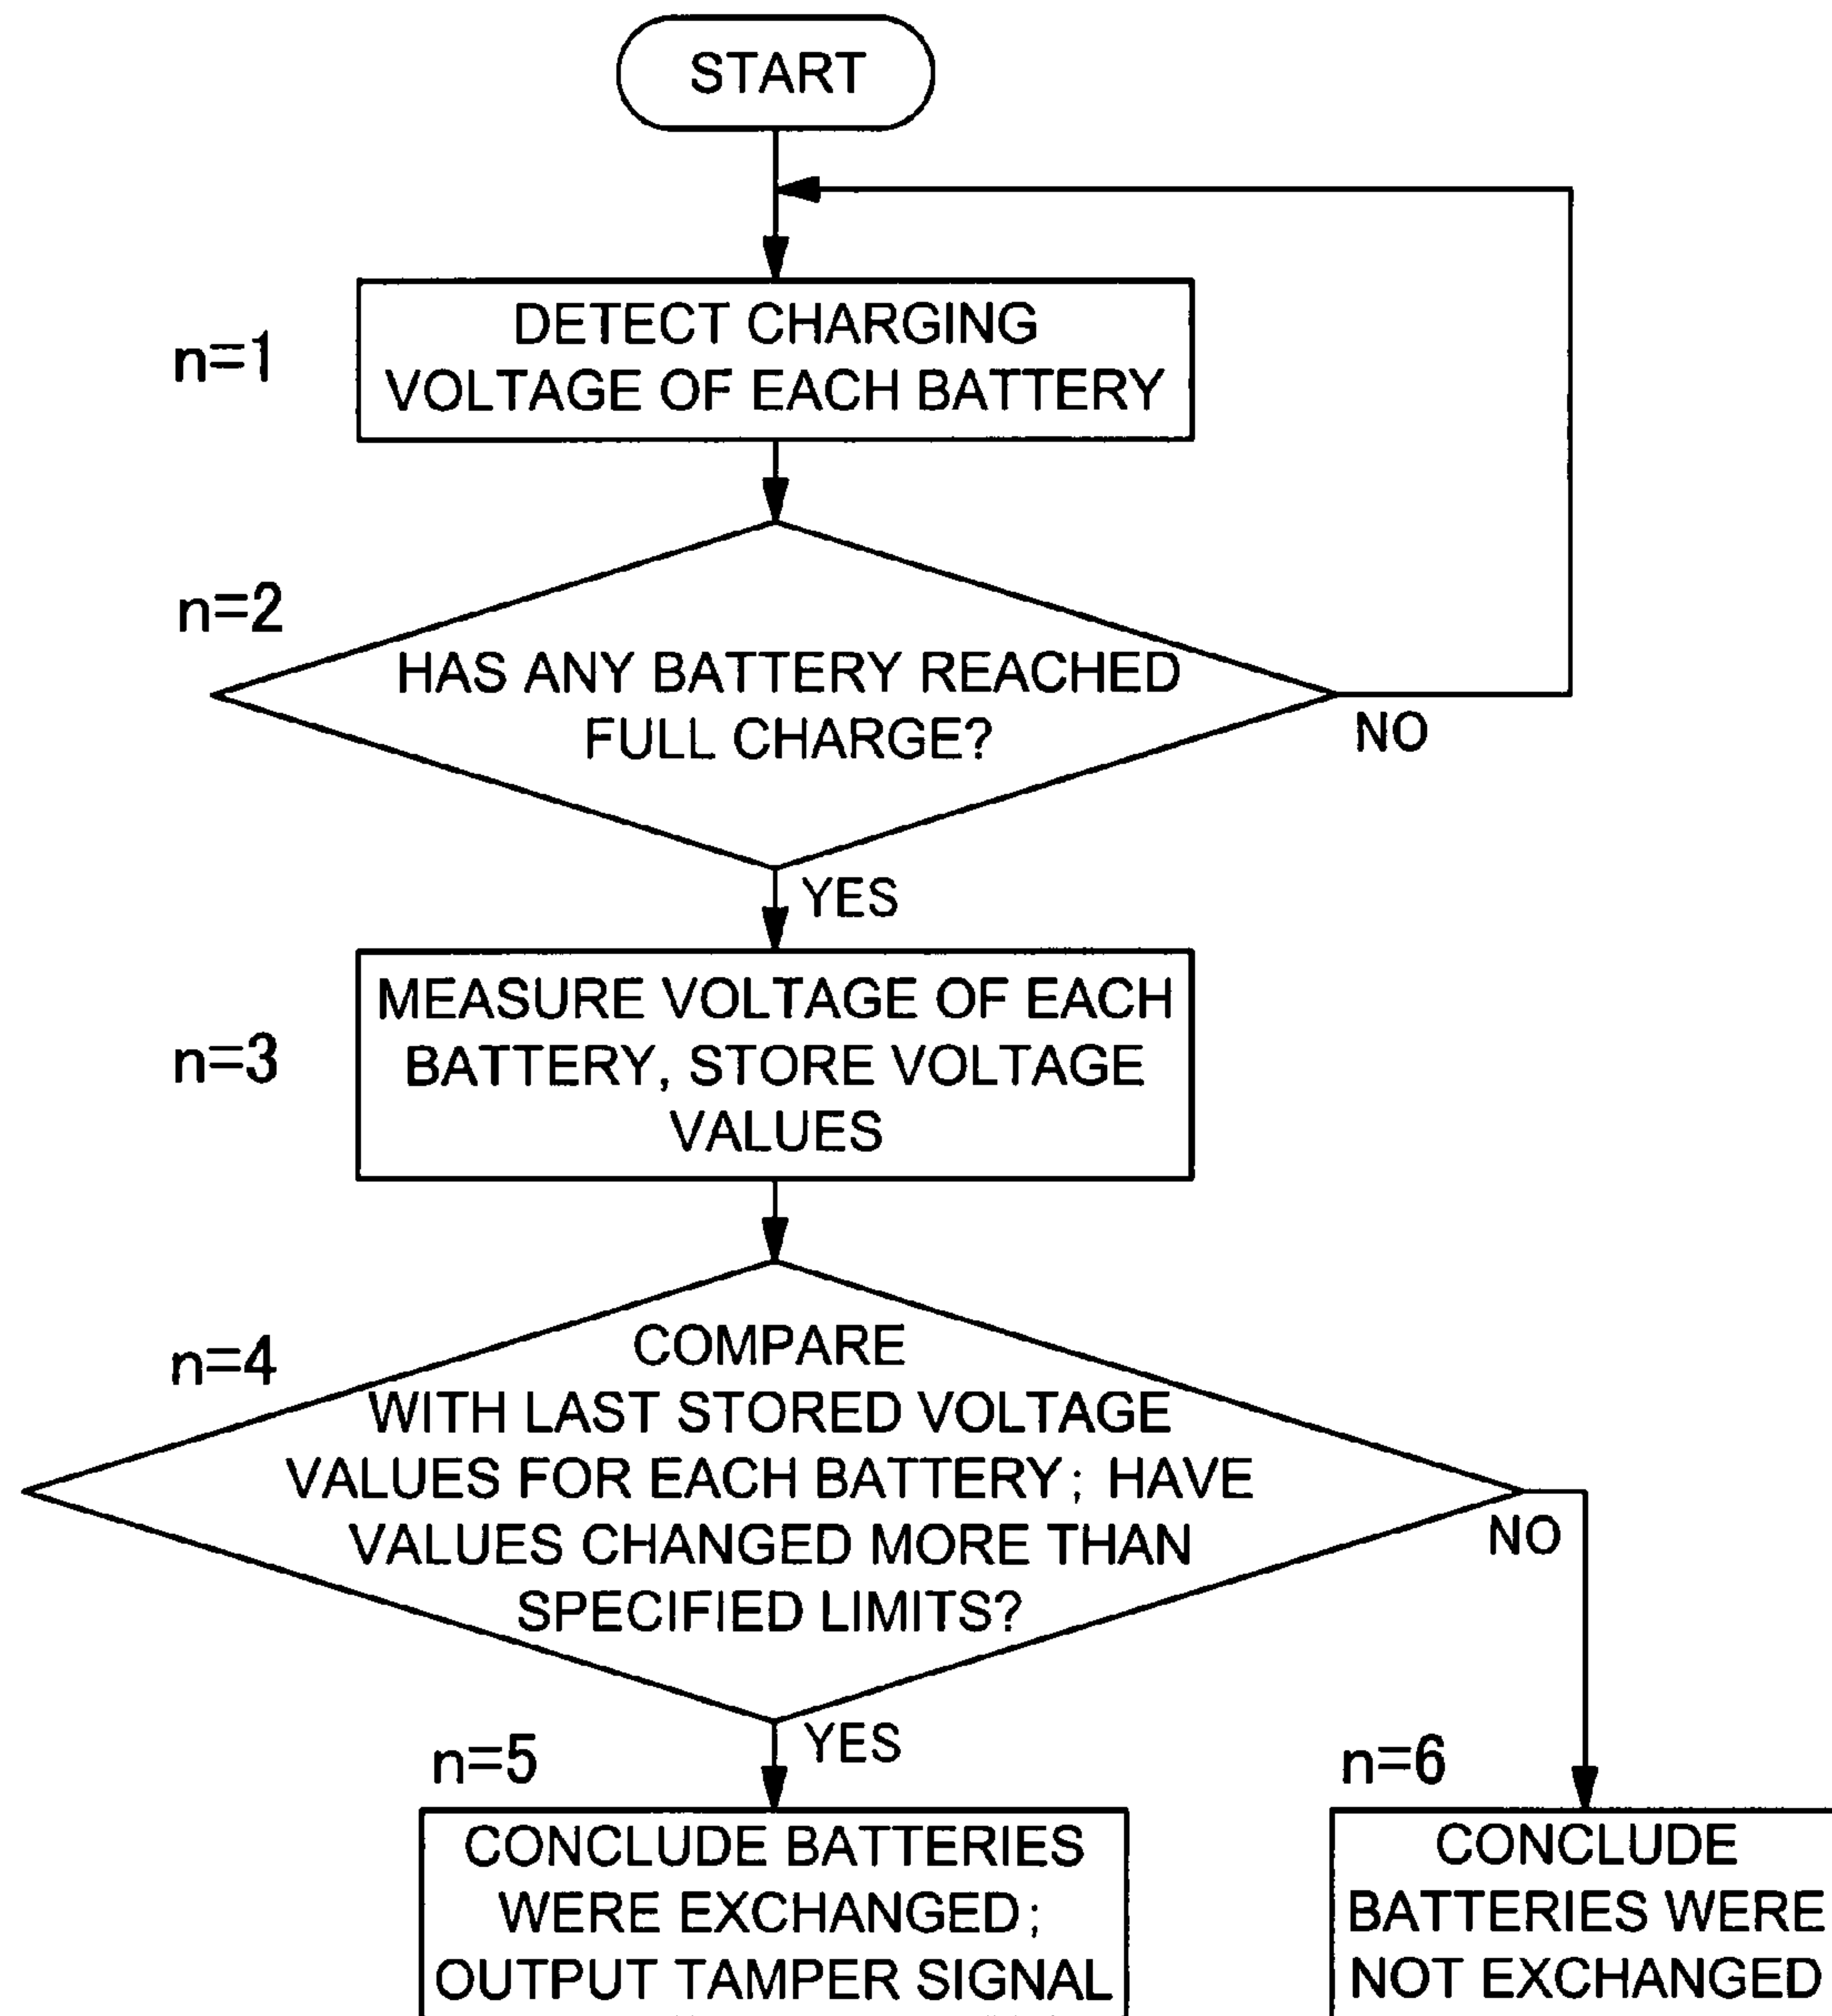 START
n=1
DETECT CHARGING
VOLTAGE OF EACH BATTERY
n=2
HAS ANY BATTERY REACHED
FULL CHARGE?
NO
YES
n=3
MEASURE VOLTAGE OF EACH
BATTERY, STORE VOLTAGE
VALUES
n=4
COMPARE
WITH LAST STORED VOLTAGE
VALUES FOR EACH BATTERY; HAVE
VALUES CHANGED MORE THAN
SPECIFIED LIMITS?
NO
YES
n=5
CONCLUDE BATTERIES
WERE EXCHANGED;
OUTPUT TAMPER SIGNAL
n=6
CONCLUDE
BATTERIES WERE
NOT EXCHANGED